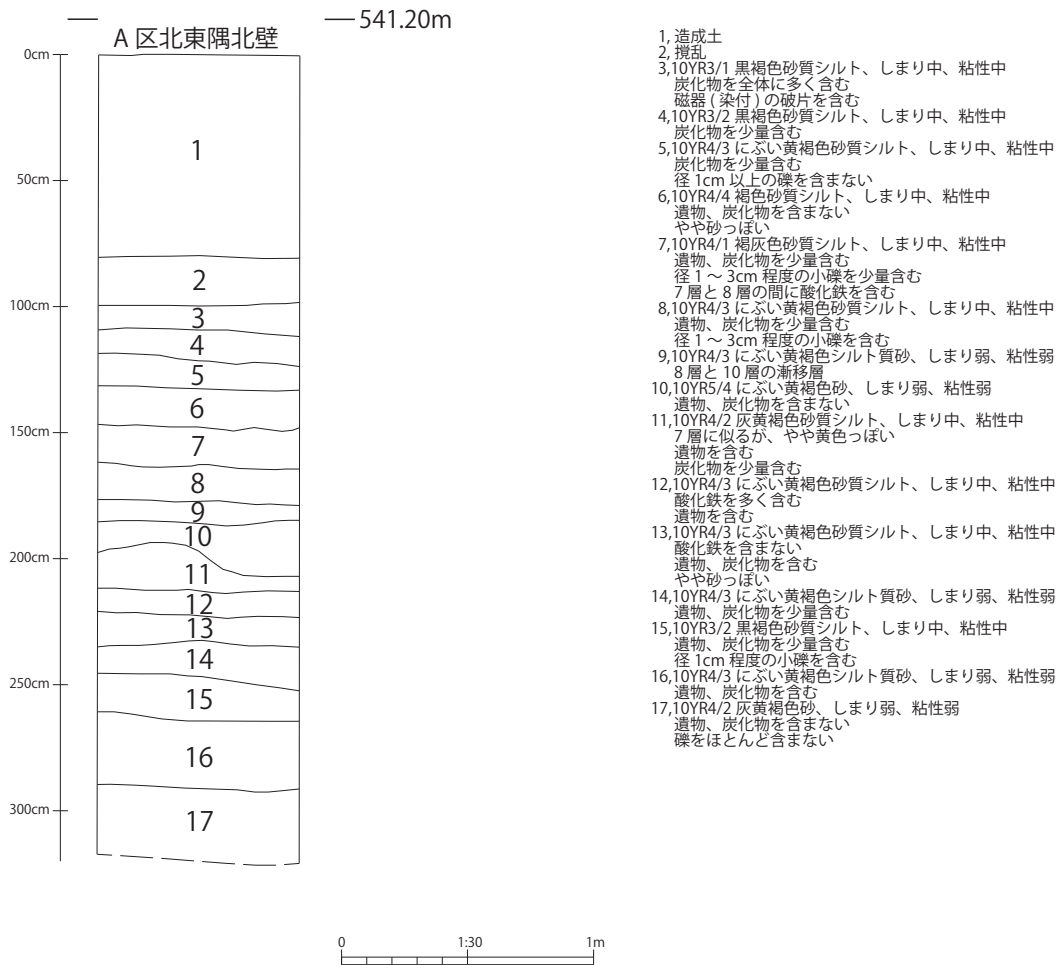 541.20m
A 区北東隅北壁
0cm
50cm
100cm
150cm
200cm
250cm
300cm
1
2
3
4
5
6
7
8
9
10
11
12
13
14
15
16
17
1, 造成土
2, 撹乱
3,10YR3/1 黒褐色砂質シルト、しまり中、粘性中
炭化物を全体に多く含む
磁器 ( 染付 ) の破片を含む
4,10YR3/2 黒褐色砂質シルト、しまり中、粘性中
炭化物を少量含む
5,10YR4/3 にぶい黄褐色砂質シルト、しまり中、粘性中
炭化物を少量含む
径 1cm 以上の礫を含まない
6,10YR4/4 褐色砂質シルト、しまり中、粘性中
遺物、炭化物を含まない
やや砂っぽい
7,10YR4/1 褐灰色砂質シルト、しまり中、粘性中
遺物、炭化物を少量含む
径 1 ～ 3cm 程度の小礫を少量含む
7 層と 8 層の間に酸化鉄を含む
8,10YR4/3 にぶい黄褐色砂質シルト、しまり中、粘性中
遺物、炭化物を少量含む
径 1 ～ 3cm 程度の小礫を含む
9,10YR4/3 にぶい黄褐色シルト質砂、しまり弱、粘性弱
8 層と 10 層の漸移層
10,10YR5/4 にぶい黄褐色砂、しまり弱、粘性弱
遺物、炭化物を含まない
11,10YR4/2 灰黄褐色砂質シルト、しまり中、粘性中
7 層に似るが、やや黄色っぽい
遺物を含む
炭化物を少量含む
12,10YR4/3 にぶい黄褐色砂質シルト、しまり中、粘性中
酸化鉄を多く含む
遺物を含む
13,10YR4/3 にぶい黄褐色砂質シルト、しまり中、粘性中
酸化鉄を含まない
遺物、炭化物を含む
やや砂っぽい
14,10YR4/3 にぶい黄褐色シルト質砂、しまり弱、粘性弱
遺物、炭化物を少量含む
15,10YR3/2 黒褐色砂質シルト、しまり中、粘性中
遺物、炭化物を少量含む
径 1cm 程度の小礫を含む
16,10YR4/3 にぶい黄褐色シルト質砂、しまり弱、粘性弱
遺物、炭化物を含む
17,10YR4/2 灰黄褐色砂、しまり弱、粘性弱
遺物、炭化物を含まない
礫をほとんど含まない
0 1:30 1m